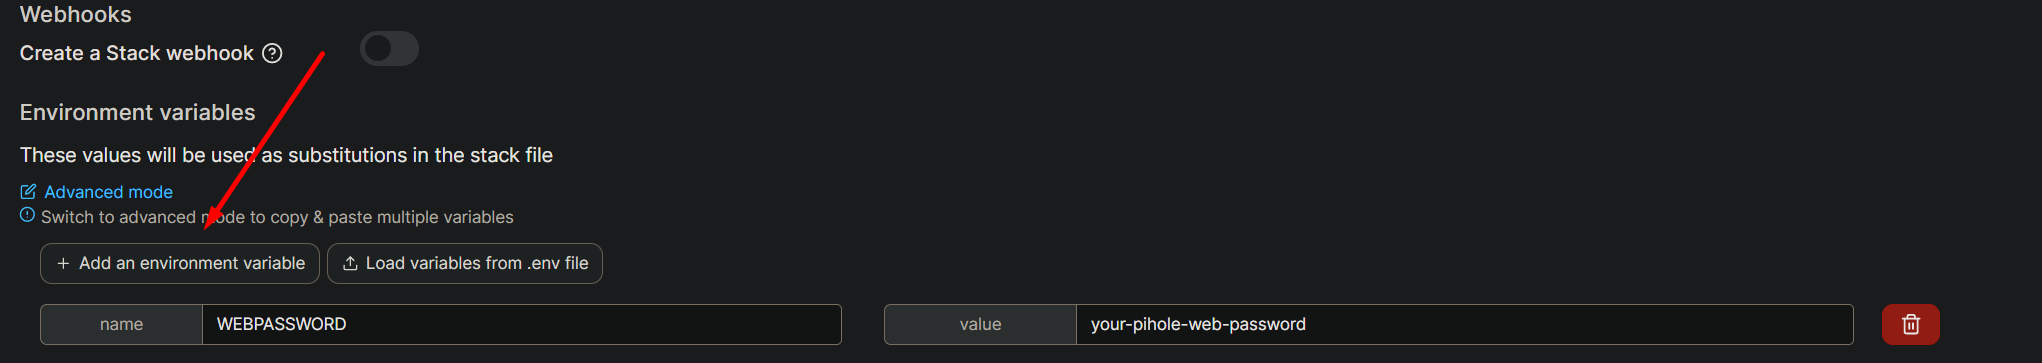 Webhooks
Create a Stack webhook
Environment variables
These values will be used as substitutions in the stack file
Advanced mode
Switch to advanced mode to copy & paste multiple variables
+ Add an environment variable Load variables from .env file
name WEBPASSWORD value your-pihole-web-password